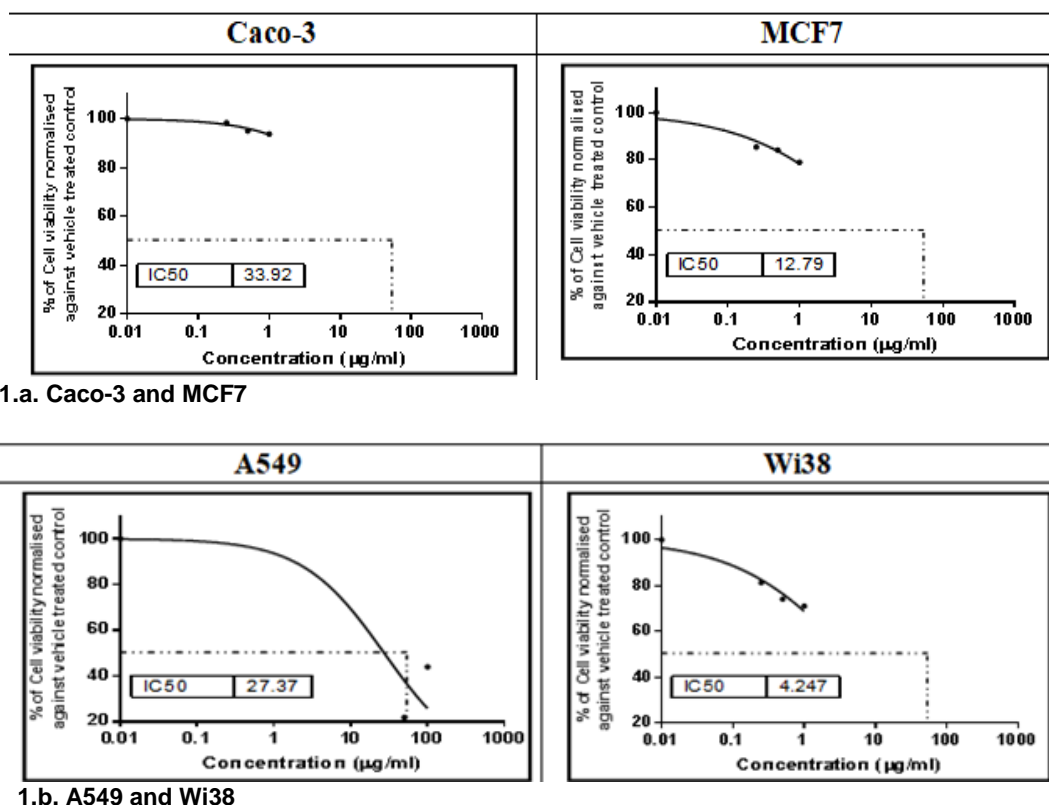 Caco-3 MCF7
% of Cell viability normalised
against vehicle treated control
100
80
60
40
20
IC50 33.92
0.01 0.1 1 10 100 1000
Concentration (µg/ml)
% of Cell viability normalised
against vehicle treated control
100
80
60
40
20
IC50 12.79
0.01 0.1 1 10 100 1000
Concentration (µg/ml)
1.a. Caco-3 and MCF7
A549 Wi38
% of Cell viability normalised
against vehicle treated control
100
80
60
40
20
IC50 27.37
0.01 0.1 1 10 100 1000
Concentration (µg/ml)
% of Cell viability normalised
against vehicle treated control
100
80
60
40
20
IC50 4.247
0.01 0.1 1 10 100 1000
Concentration (µg/ml)
1.b. A549 and Wi38